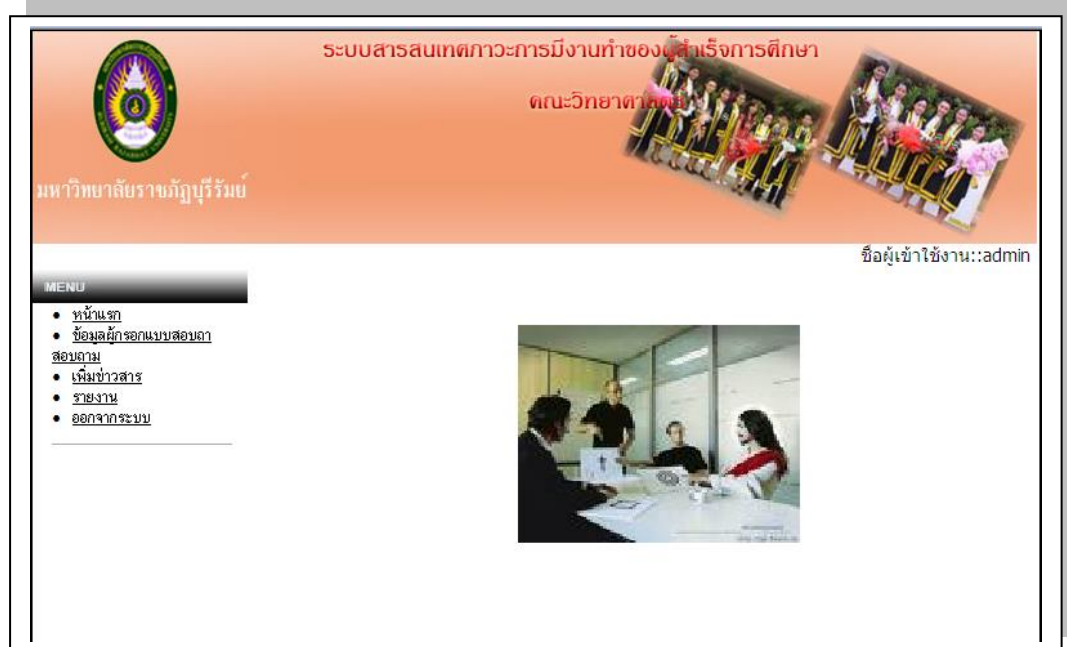 ระบบสารสนเทศภาวะการมีงานทำของผู้สำเร็จการศึกษา
คณะวิทยาศาสตร์
มหาวิทยาลัยราชภัฏบุรีรัมย์
ชื่อผู้เข้าใช้งาน::admin
MENU
หน้าแรก
ข้อมูลผู้กรอกแบบสอบถา
สอบถาม
เพิ่มข่าวสาร
รายงาน
ออกจากระบบ